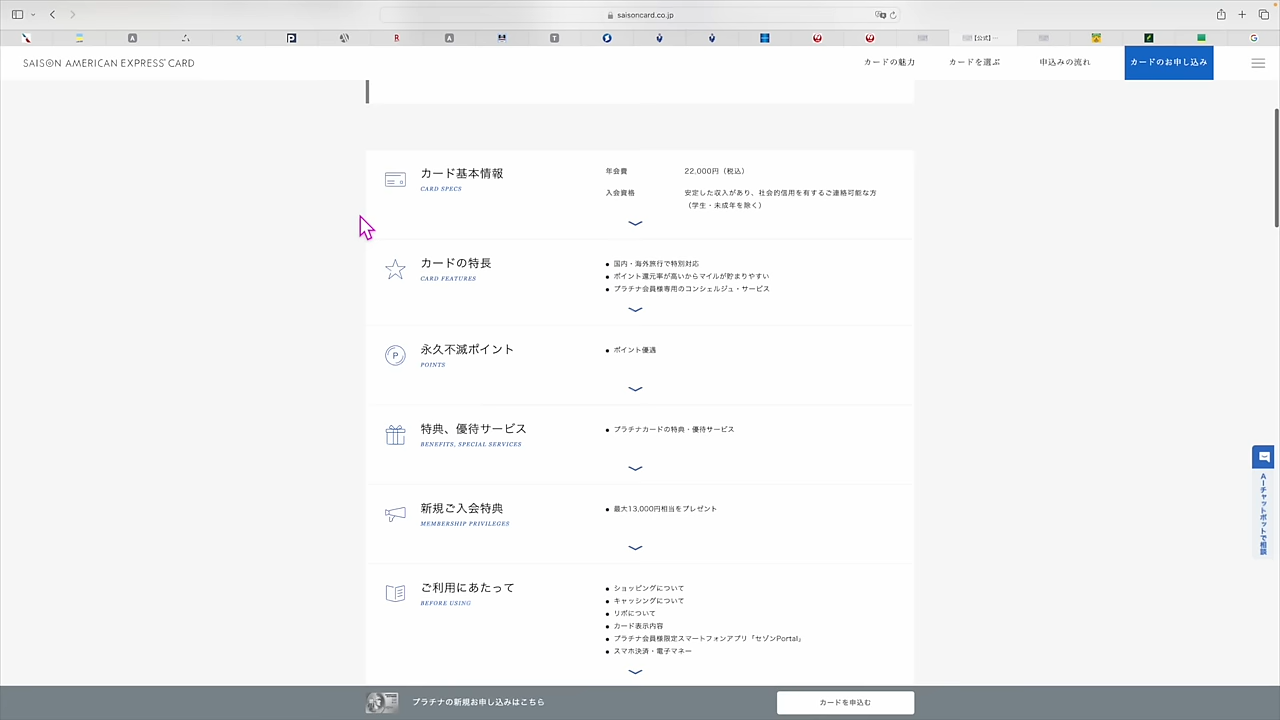 saisoncard.co.jp
【公式】…
SAISON AMERICAN EXPRESS® CARD
カードの魅力
カードを選ぶ
申込みの流れ
カードのお申し込み
カード基本情報
CARD SPECS
年会費
22,000円（税込）
入会資格
安定した収入があり、社会的信用を有するご連絡可能な方
（学生・未成年を除く）
カードの特長
CARD FEATURES
国内・海外旅行で特別対応
ポイント還元率が高いからマイルが貯まりやすい
プラチナ会員様専用のコンシェルジュ・サービス
永久不滅ポイント
POINTS
ポイント優遇
特典、優待サービス
BENEFITS, SPECIAL SERVICES
プラチナカードの特典・優待サービス
新規ご入会特典
MEMBERSHIP PRIVILEGES
最大13,000円相当をプレゼント
ご利用にあたって
BEFORE USING
ショッピングについて
キャッシングについて
リボについて
カード表示内容
プラチナ会員様限定スマートフォンアプリ「セゾンPortal」
スマホ決済・電子マネー
AIチャットボットで相談
プラチナの新規お申し込みはこちら
カードを申込む